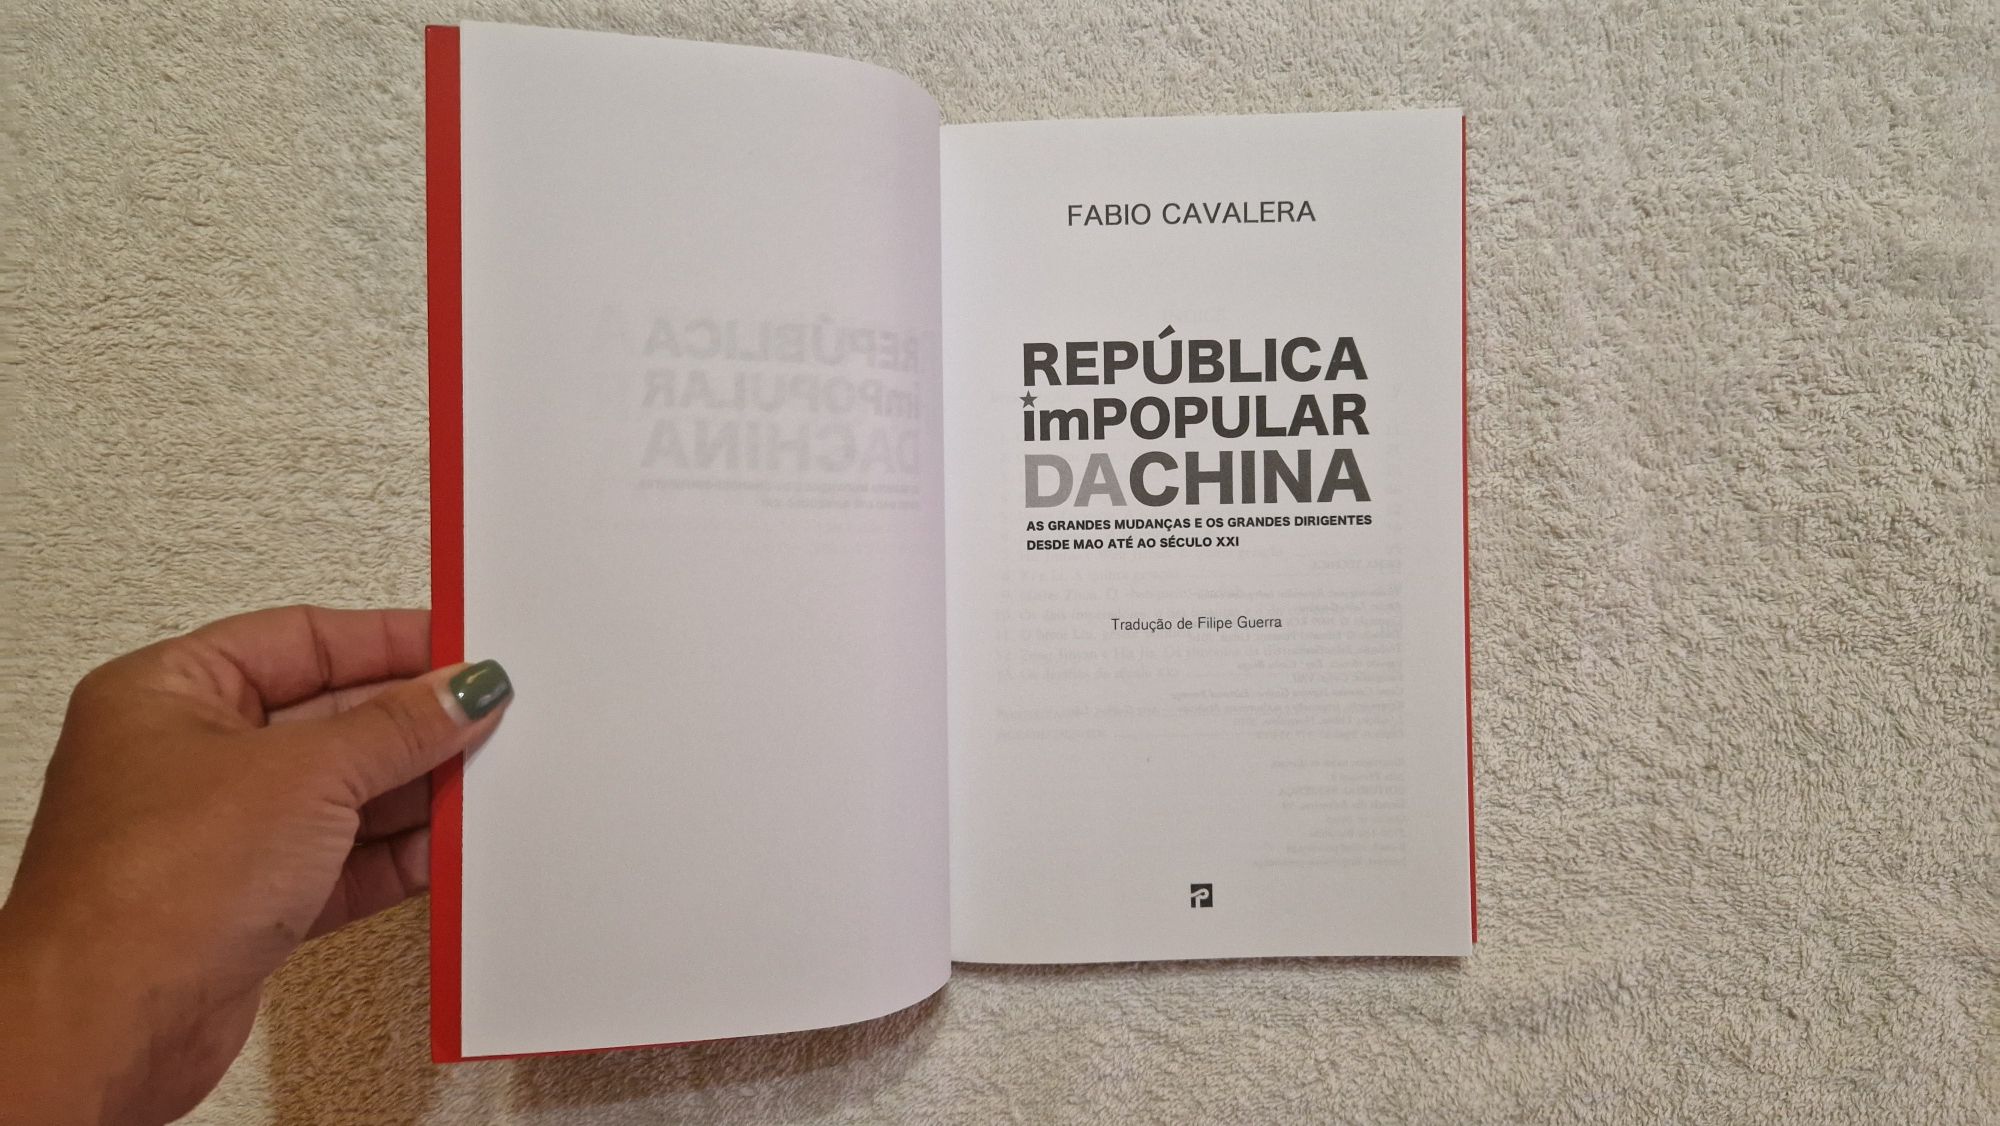 FABIO CAVALERA
REPÚBLICA
imPOPULAR
DACHINA
AS GRANDES MUDANÇAS E OS GRANDES DIRIGENTES
DESDE MAO ATÉ AO SÉCULO XXI
Tradução de Filipe Guerra